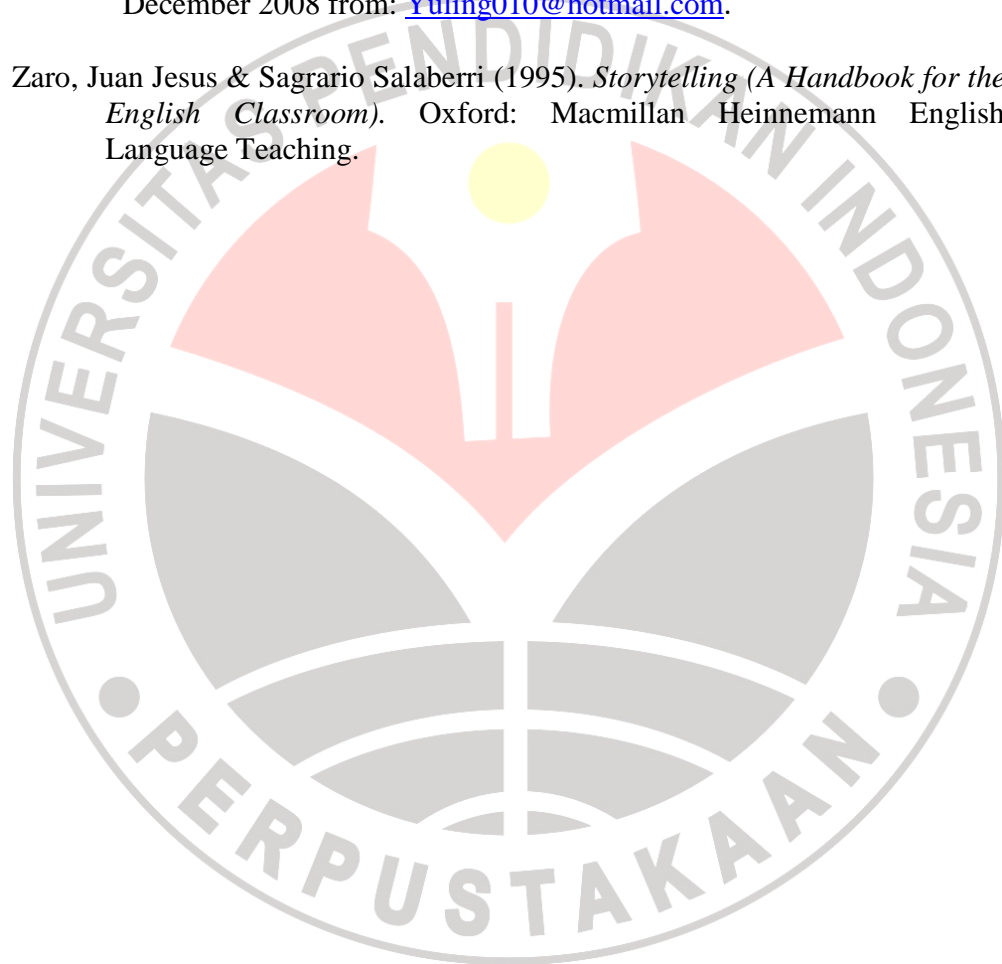 December 2008 from: Yuling010@hotmail.com.
Zaro, Juan Jesus & Sagrario Salaberri (1995). Storytelling (A Handbook for the
English Classroom). Oxford: Macmillan Heinnemann English
Language Teaching.
UNIVERSITAS PENDIDIKAN INDONESIA
PERPUSTAKAAN